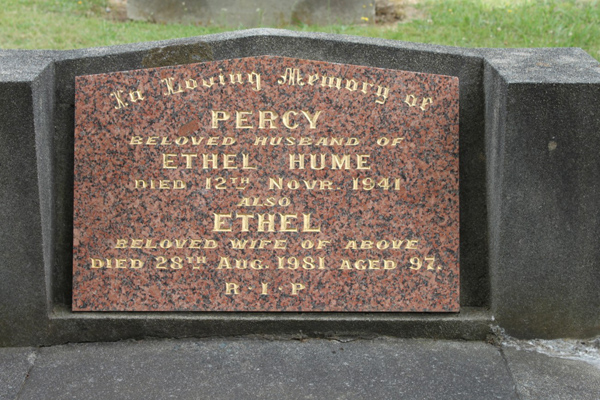 In Loving Memory of
PERCY
BELOVED HUSBAND OF
ETHEL HUME
DIED 12TH NOVR. 1941
ALSO
ETHEL
BELOVED WIFE OF ABOVE
DIED 28TH AUG. 1981 AGED 97.
R·I·P